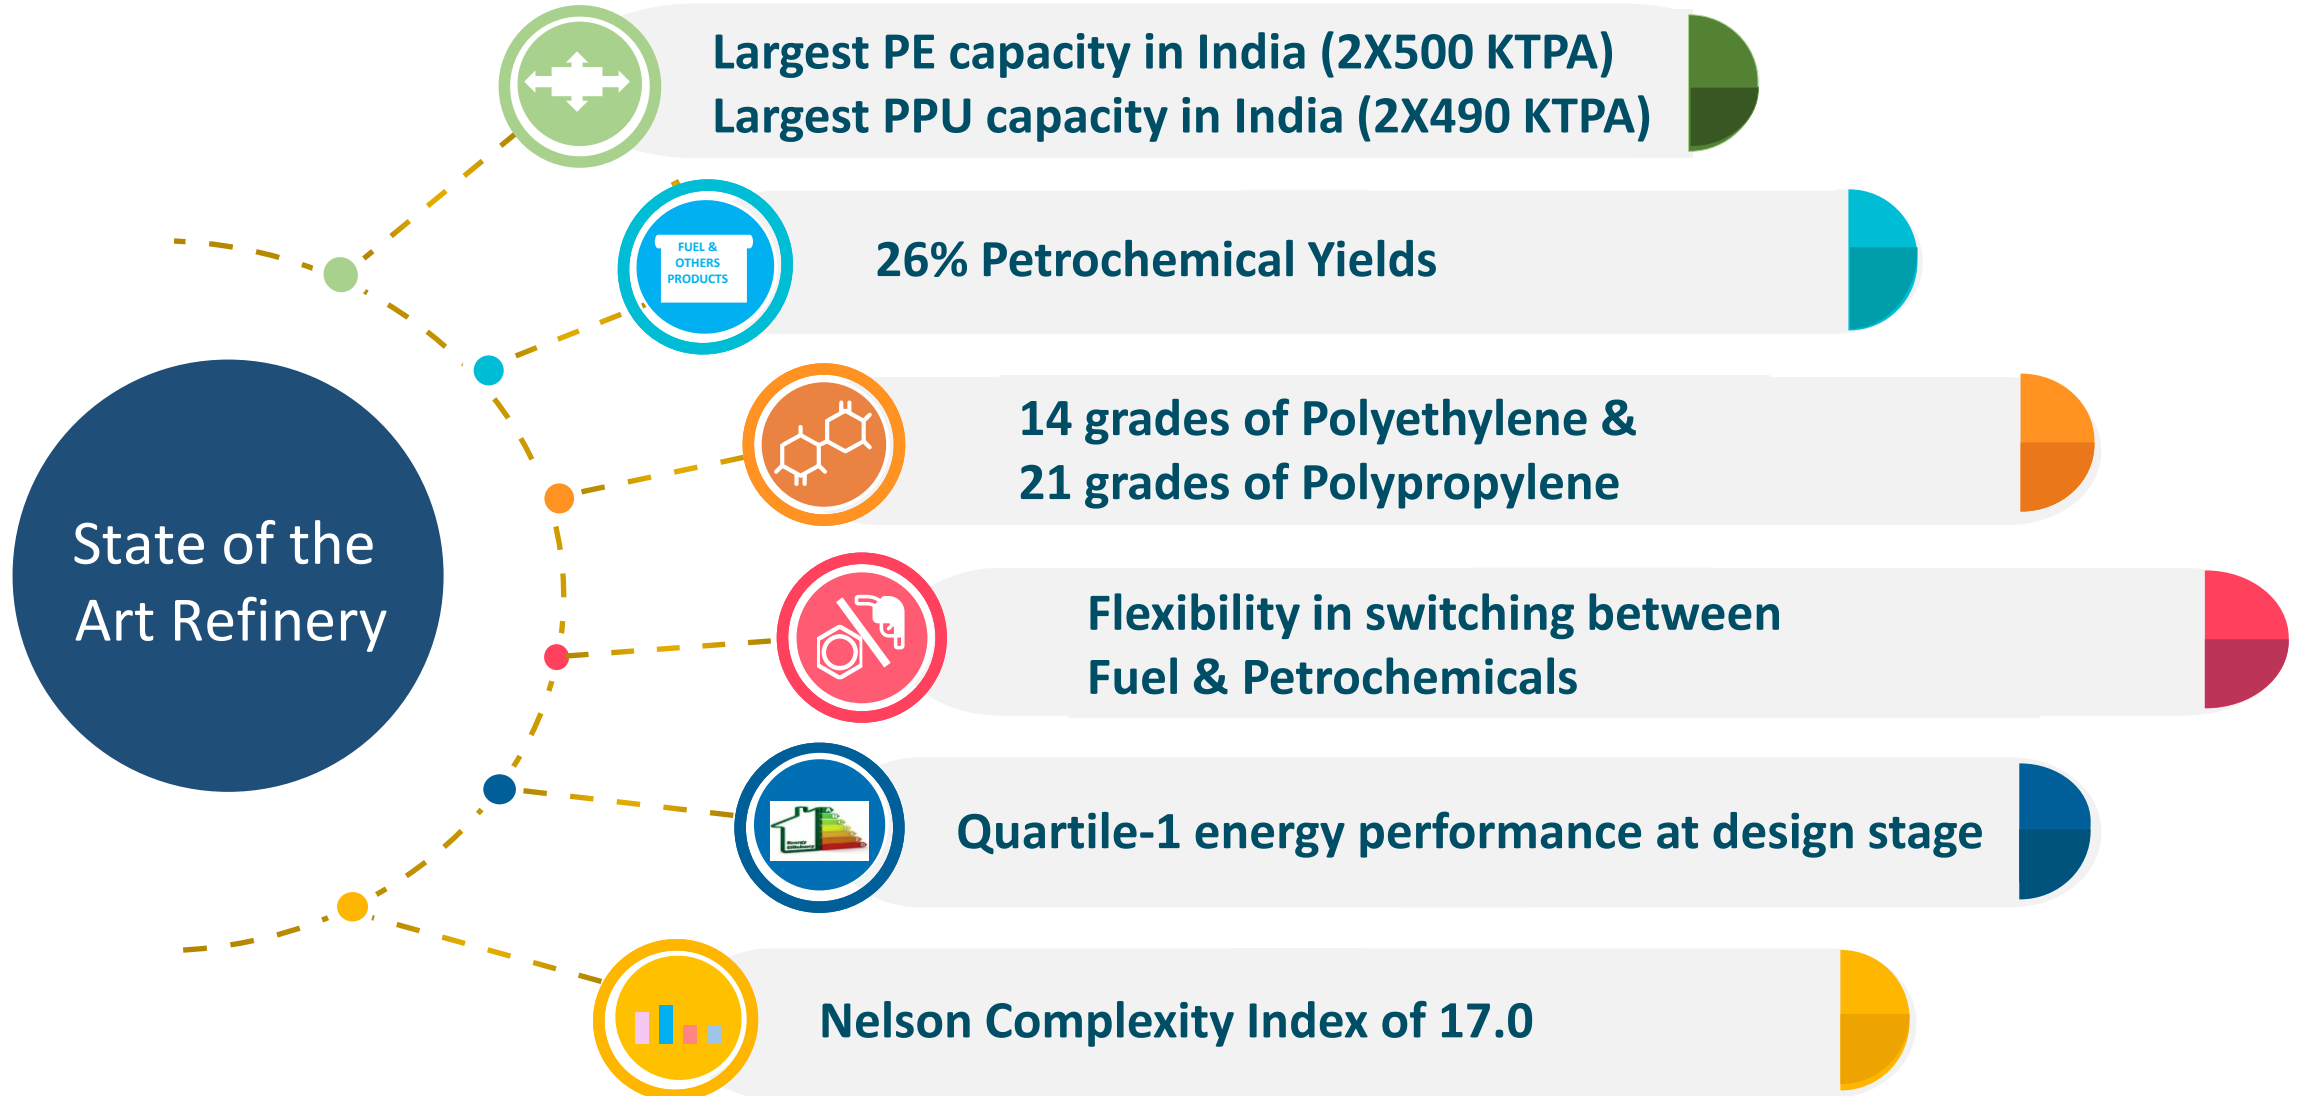 Largest PE capacity in India (2X500 KTPA)
Largest PPU capacity in India (2X490 KTPA)
FUEL &
OTHERS
PRODUCTS
26% Petrochemical Yields
14 grades of Polyethylene &
21 grades of Polypropylene
State of the
Art Refinery
Flexibility in switching between
Fuel & Petrochemicals
Quartile-1 energy performance at design stage
Energy
Efficiency
Nelson Complexity Index of 17.0